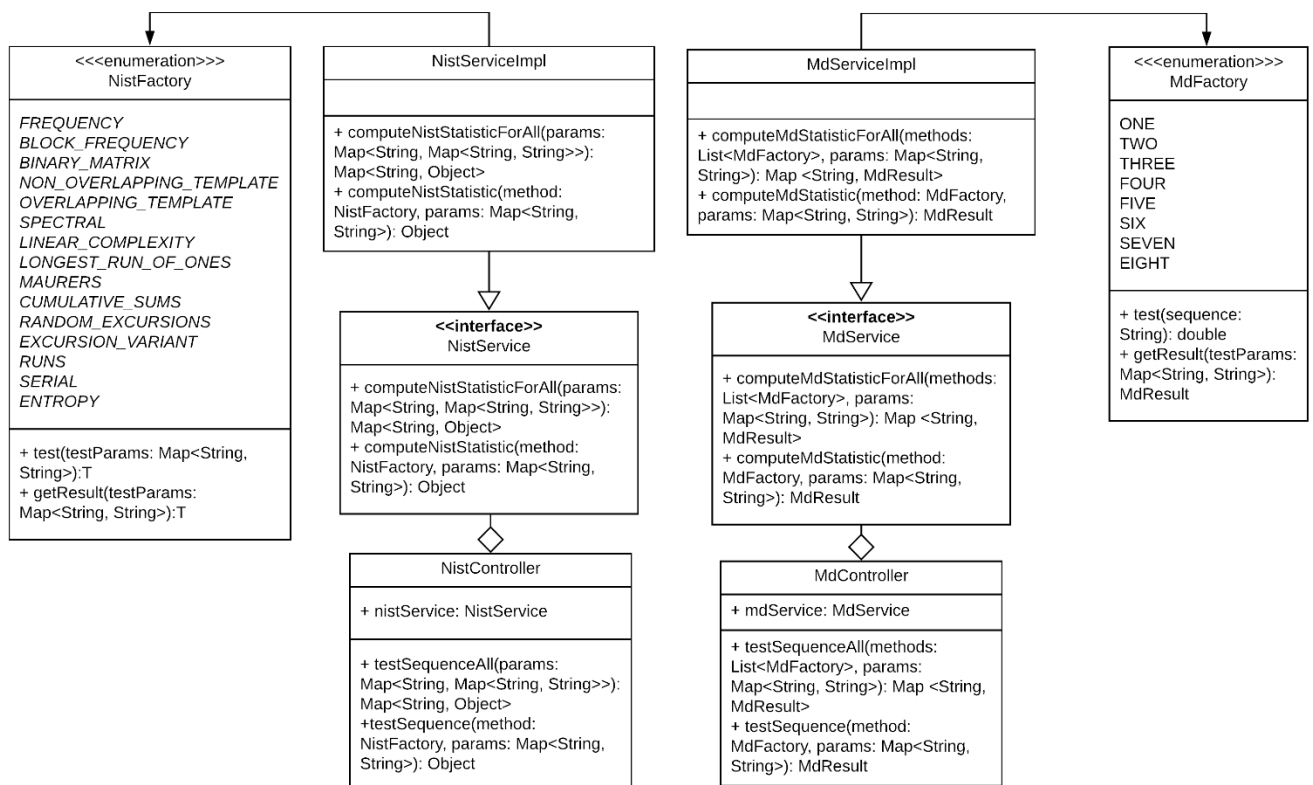 <<<enumeration>>>
NistFactory
FREQUENCY
BLOCK_FREQUENCY
BINARY_MATRIX
NON_OVERLAPPING_TEMPLATE
OVERLAPPING_TEMPLATE
SPECTRAL
LINEAR_COMPLEXITY
LONGEST_RUN_OF_ONES
MAURERS
CUMULATIVE_SUMS
RANDOM_EXCURSIONS
EXCURSION_VARIANT
RUNS
SERIAL
ENTROPY
+ test(testParams: Map<String,
String>):T
+ getResult(testParams:
Map<String, String>):T
NistServiceImpl
+ computeNistStatisticForAll(params:
Map<String, Map<String, String>>):
Map<String, Object>
+ computeNistStatistic(method:
NistFactory, params: Map<String,
String>): Object
<<interface>>
NistService
+ computeNistStatisticForAll(params:
Map<String, Map<String, String>>):
Map<String, Object>
+ computeNistStatistic(method:
NistFactory, params: Map<String,
String>): Object
NistController
+ nistService: NistService
+ testSequenceAll(params:
Map<String, Map<String, String>>):
Map<String, Object>
+testSequence(method:
NistFactory, params: Map<String,
String>): Object
MdServiceImpl
+ computeMdStatisticForAll(methods:
List<MdFactory>, params: Map<String,
String>): Map <String, MdResult>
+ computeMdStatistic(method: MdFactory,
params: Map<String, String>): MdResult
<<interface>>
MdService
+ computeMdStatisticForAll(methods:
List<MdFactory>, params:
Map<String, String>): Map <String,
MdResult>
+ computeMdStatistic(method:
MdFactory, params: Map<String,
String>): MdResult
MdController
+ mdService: MdService
+ testSequenceAll(methods:
List<MdFactory>, params:
Map<String, String>): Map <String,
MdResult>
+ testSequence(method:
MdFactory, params: Map<String,
String>): MdResult
<<<enumeration>>>
MdFactory
ONE
TWO
THREE
FOUR
FIVE
SIX
SEVEN
EIGHT
+ test(sequence:
String): double
+ getResult(testParams:
Map<String, String>):
MdResult